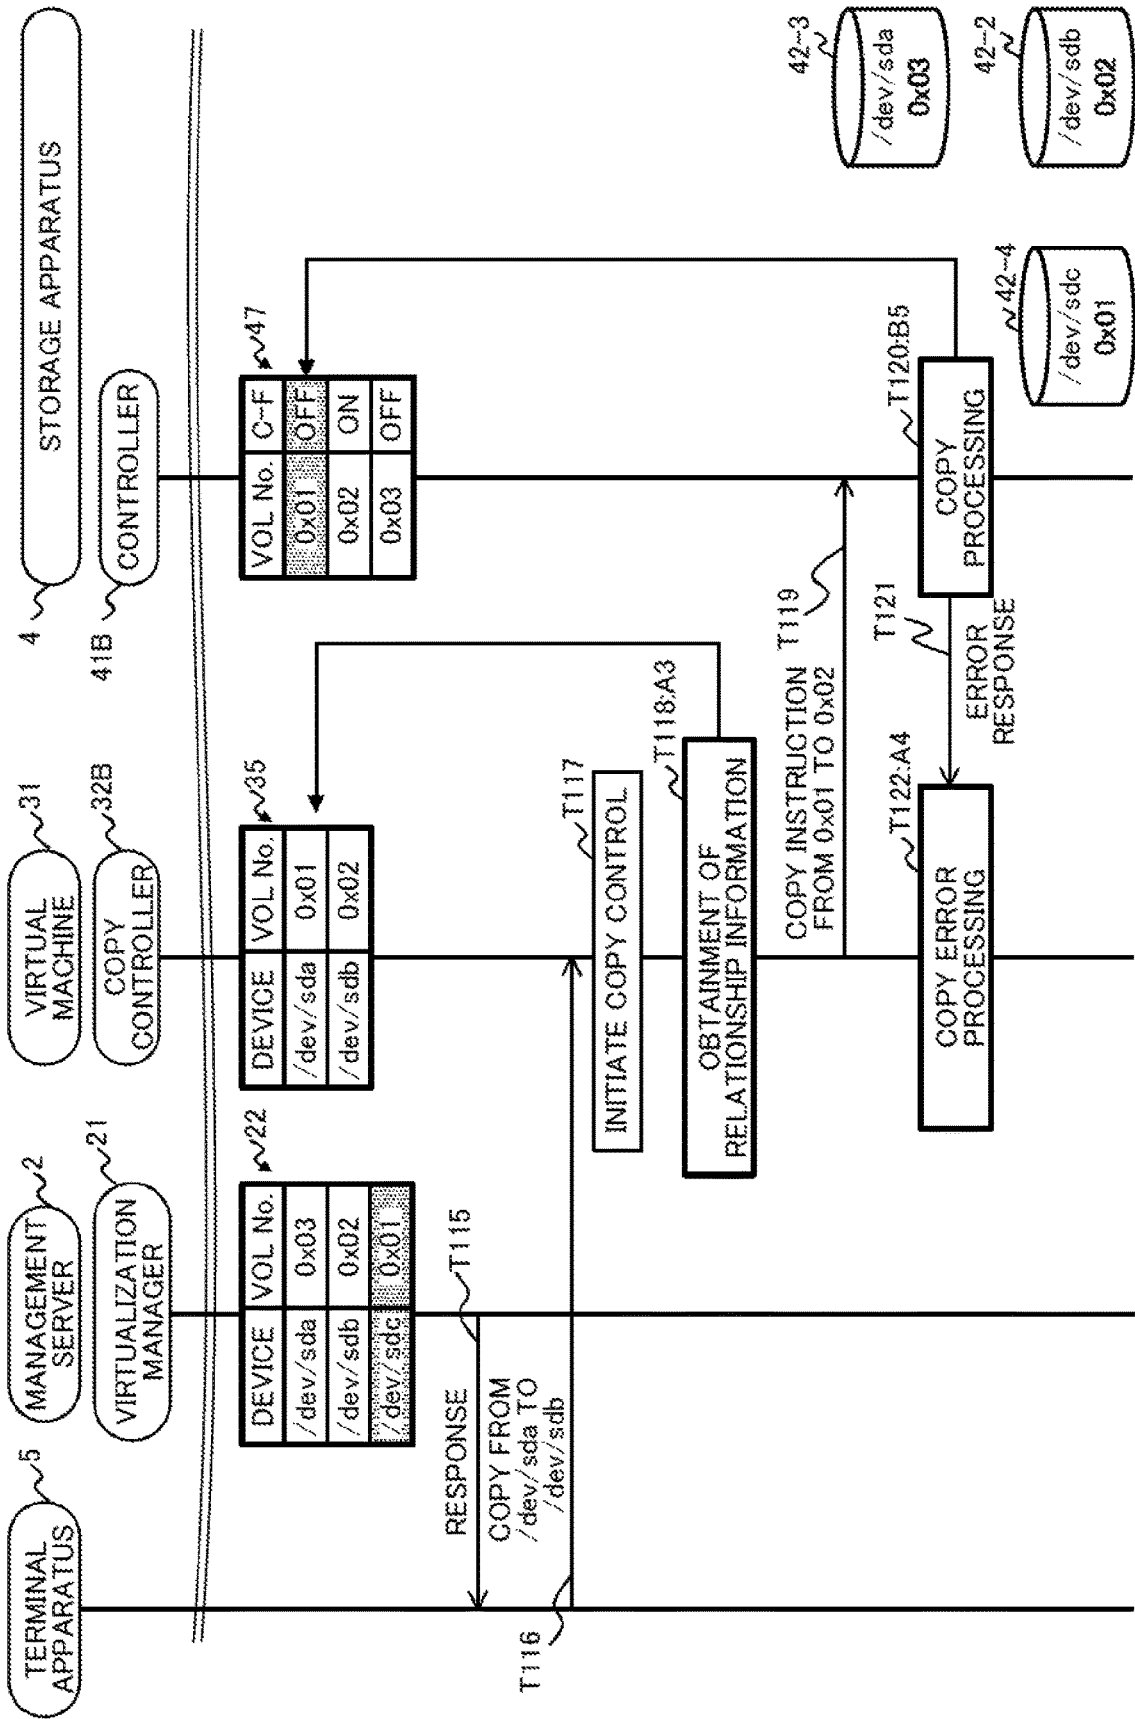 TERMINAL
APPARATUS
5
MANAGEMENT
SERVER
2
VIRTUALIZATION
MANAGER
21
VIRTUAL
MACHINE
31
COPY
CONTROLLER
32B
4
STORAGE APPARATUS
41B
CONTROLLER
DEVICE VOL No.
/dev/sda 0x03
/dev/sdb 0x02
/dev/sdc 0x01
22
DEVICE VOL No.
/dev/sda 0x01
/dev/sdb 0x02
35
VOL No. C-F
0x01 OFF
0x02 ON
0x03 OFF
47
RESPONSE
T115
COPY FROM
/dev/sda TO
/dev/sdb
T116
INITIATE COPY CONTROL
T117
OBTAINMENT OF
RELATIONSHIP INFORMATION
T118:A3
COPY INSTRUCTION
FROM 0x01 TO 0x02
T119
COPY
PROCESSING
T120:B5
T121
ERROR
RESPONSE
COPY ERROR
PROCESSING
T122:A4
42-3
/dev/sda
0x03
42-4
/dev/sdc
0x01
42-2
/dev/sdb
0x02